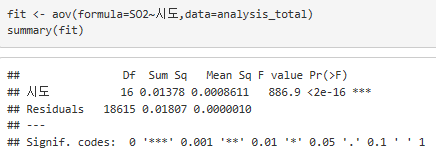 fit <- aov(formula=SO2~시도,data=analysis_total)
summary(fit)
## Df Sum Sq Mean Sq F value Pr(>F)
## 시도 16 0.01378 0.0008611 886.9 <2e-16 ***
## Residuals 18615 0.01807 0.0000010
## ---
## Signif. codes: 0 '***' 0.001 '**' 0.01 '*' 0.05 '.' 0.1 ' ' 1